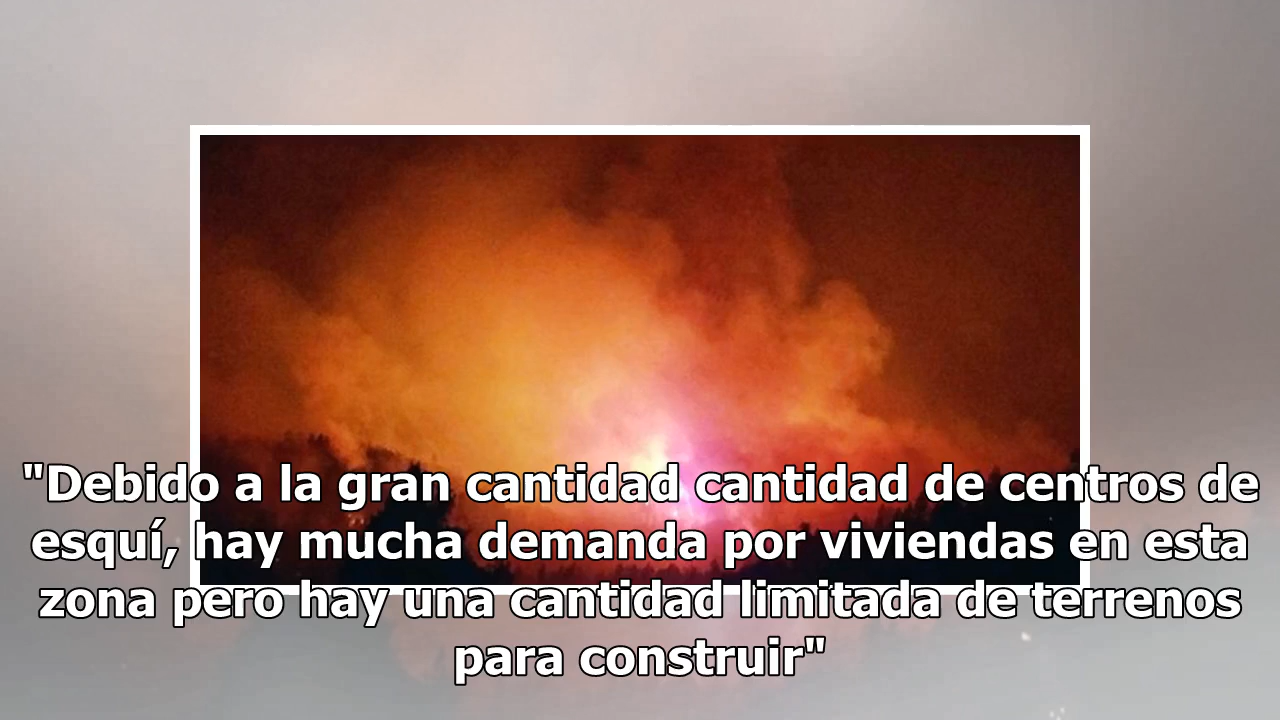 "Debido a la gran cantidad cantidad de centros de
esquí, hay mucha demanda por viviendas en esta
zona pero hay una cantidad limitada de terrenos
para construir"